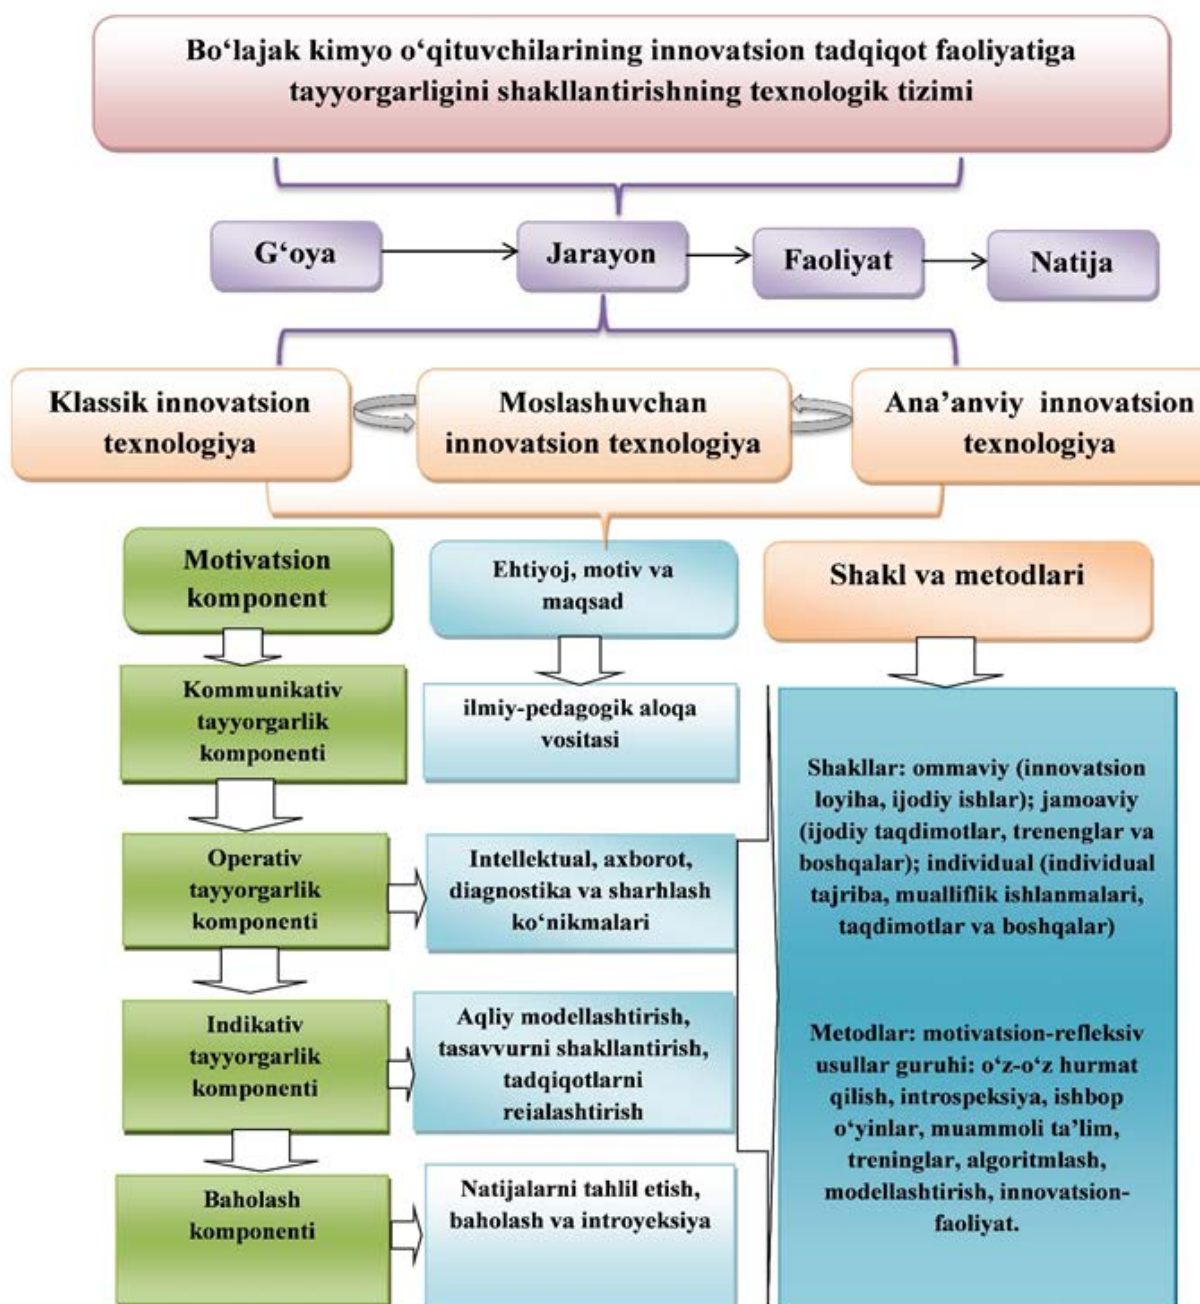 Bo‘lajak kimyo o‘qituvchilarining innovatsion tadqiqot faoliyatiga
tayyorgarligini shakllantirishning texnologik tizimi
G‘oya
Jarayon
Faoliyat
Natija
Klassik innovatsion
texnologiya
Moslashuvchan
innovatsion texnologiya
Ana’anviy innovatsion
texnologiya
Motivatsion
komponent
Ehtiyoj, motiv va
maqsad
Shakl va metodlari
Kommunikativ
tayyorgarlik
komponenti
ilmiy-pedagogik aloqa
vositasi
Operativ
tayyorgarlik
komponenti
Intellektual, axborot,
diagnostika va sharhlash
ko‘nikmalari
Indikativ
tayyorgarlik
komponenti
Aqliy modellashtirish,
tasavvurni shakllantirish,
tadqiqotlarni
rejalashtirish
Baholash
komponenti
Natijalarni tahlil etish,
baholash va introyeksiya
Shakllar: ommaviy (innovatsion
loyiha, ijodiy ishlar); jamoaviy
(ijodiy taqdimotlar, trenenglar va
boshqalar); individual (individual
tajriba, mualliflik ishlanmalari,
taqdimotlar va boshqalar)
Metodlar: motivatsion-refleksiv
usullar guruhi: o‘z-o‘z hurmat
qilish, introspeksiya, ishbop
o‘yinlar, muammoli ta’lim,
treninglar, algoritmlash,
modellashtirish, innovatsion-
faoliyat.